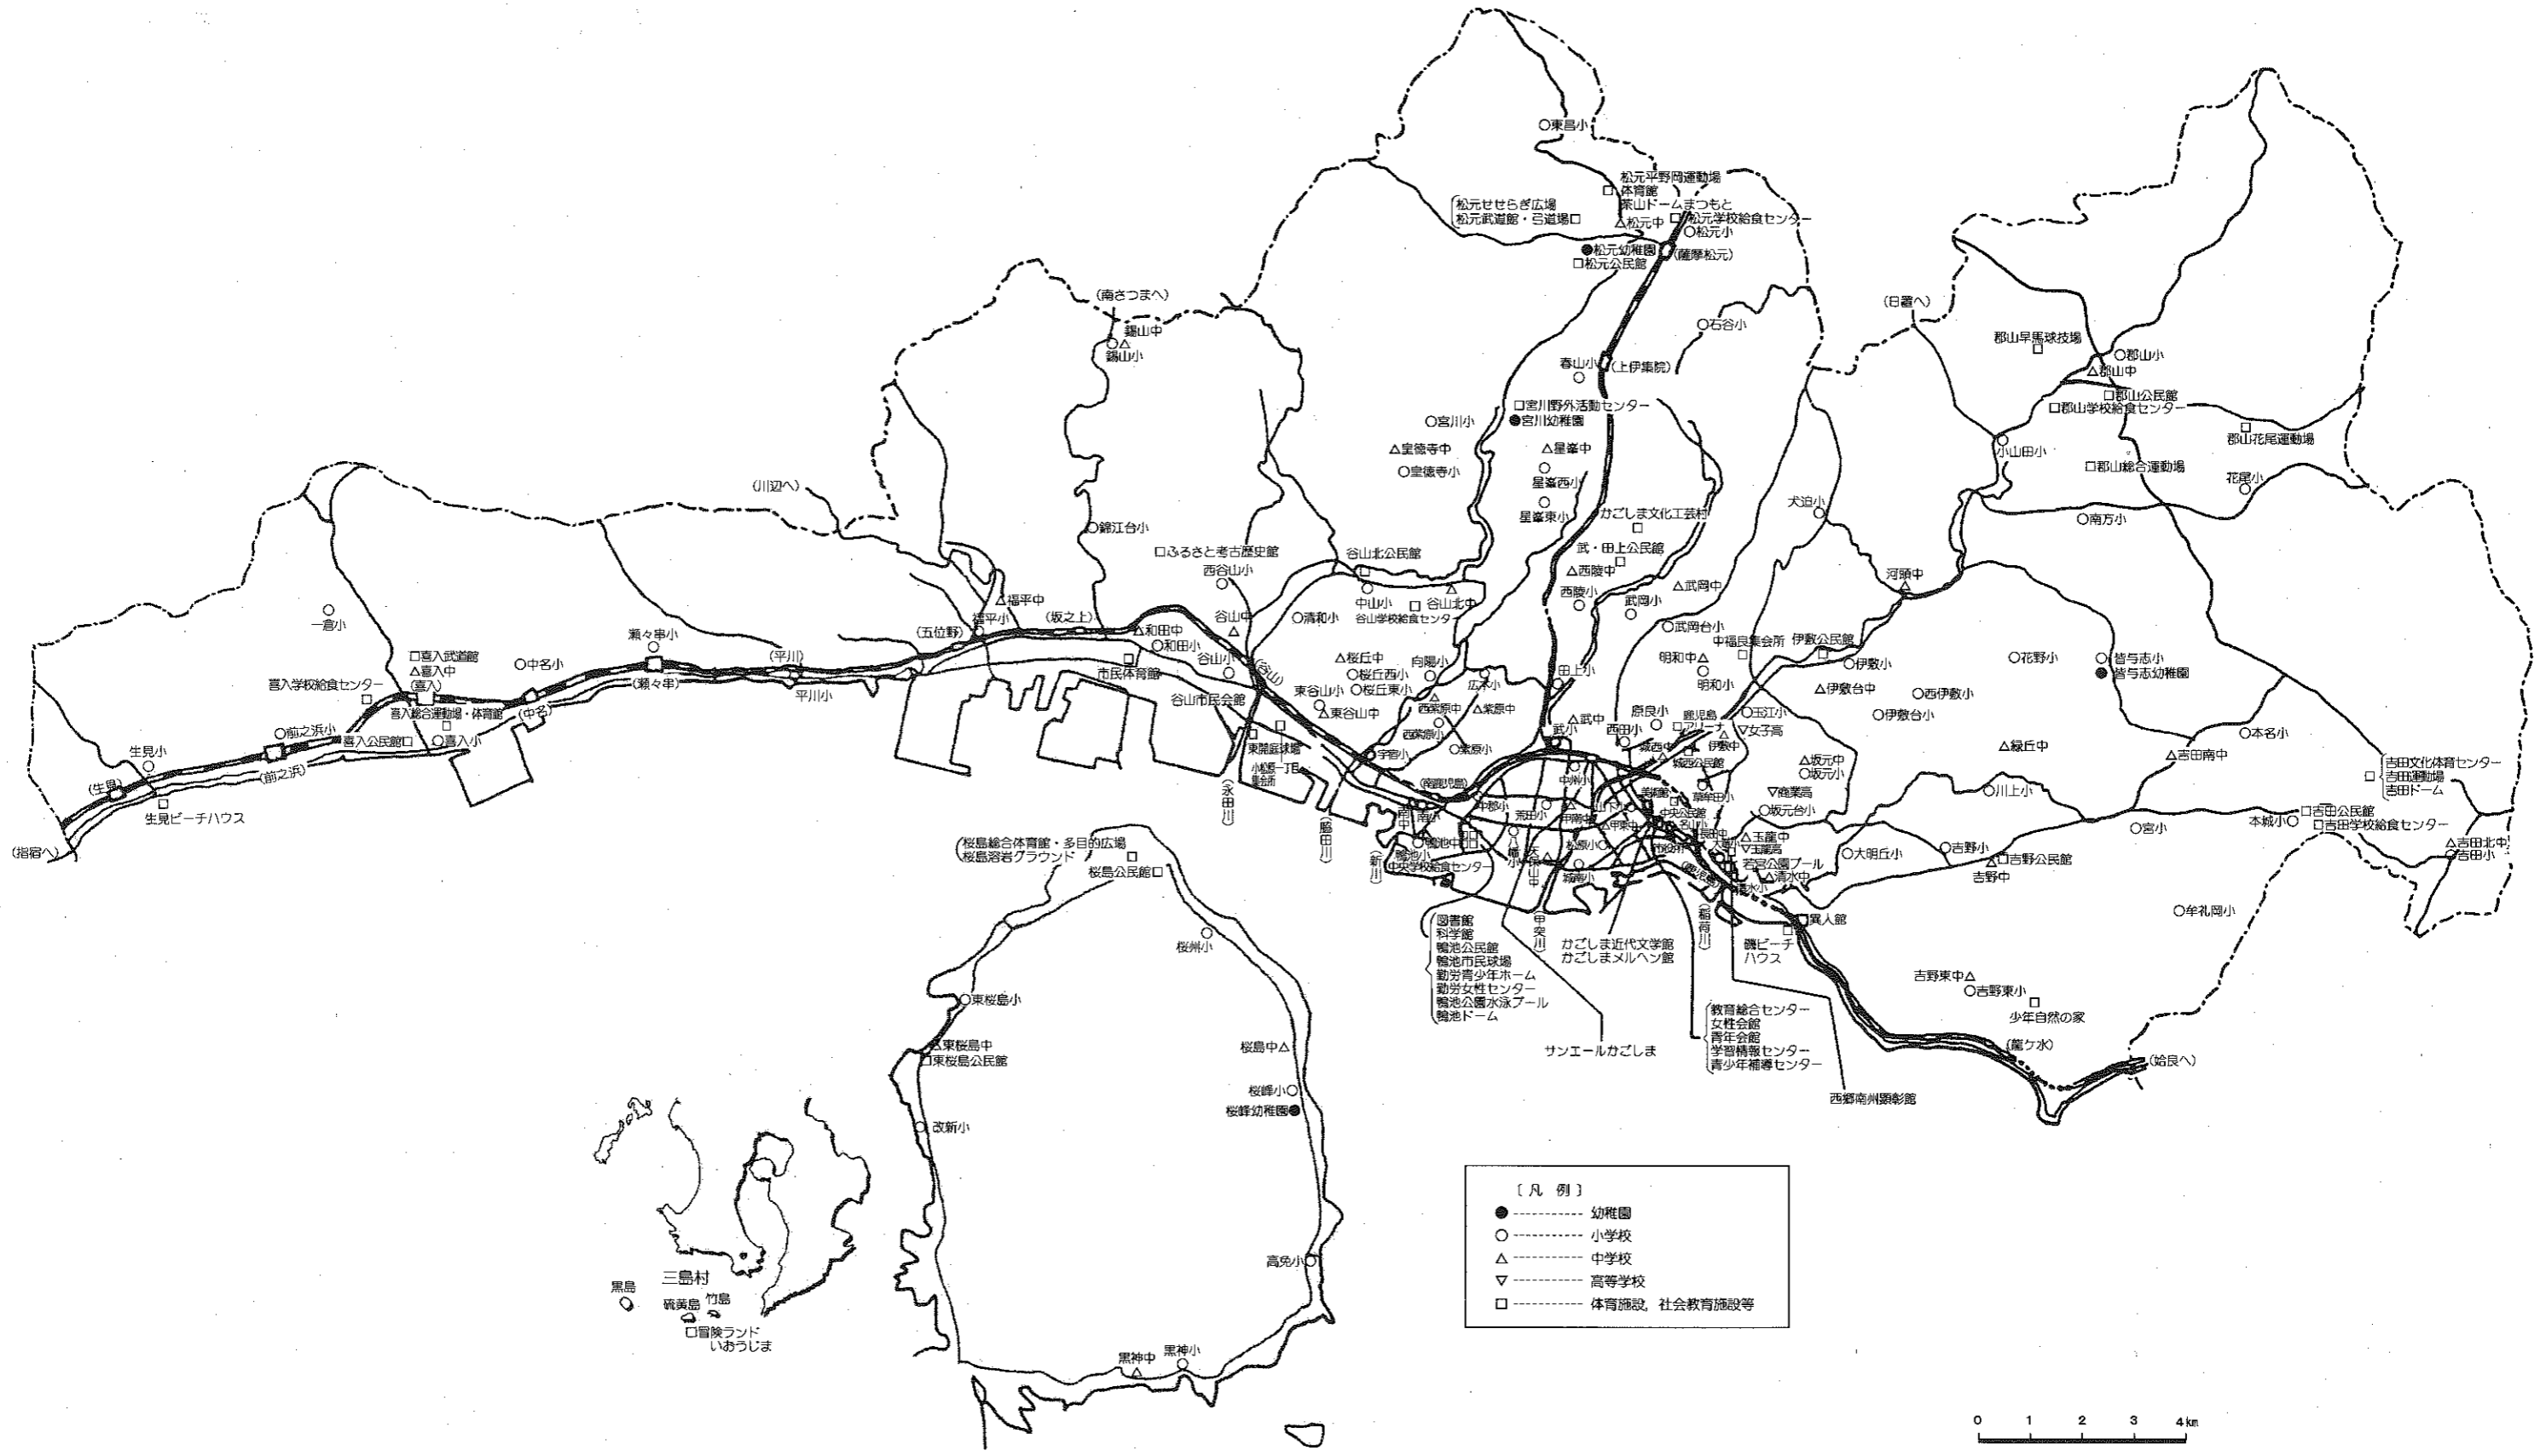 東昌小
松元平野岡運動場
体育館
茶山ドームまつもと
松元せせらぎ広場
松元武道館・弓道場
松元中
松元学校給食センター
松元小
松元幼稚園
(薩摩松元)
松元公民館
(南さつまへ)
錫山中
錫山小
(日置へ)
石谷小
郡山早馬球技場
郡山小
郡山中
春山小
(上伊集院)
郡山公民館
郡山学校給食センター
宮川野外活動センター
宮川小
宮川幼稚園
郡山花尾運動場
皇徳寺中
星峯中
小山田小
皇徳寺小
星峯西小
郡山総合運動場
花尾小
(川辺へ)
星峯東小
かごしま文化工芸村
犬迫小
南方小
錦江台小
ふるさと考古歴史館
谷山北公民館
武・田上公民館
西谷山小
西陵中
武岡中
河頭中
福平中
中山小
谷山北中
西陵小
武岡小
一倉小
瀬々串小
福平小
(坂之上)
谷山中
清和小
谷山学校給食センター
武岡台小
(五位野)
和田中
中福良集会所
伊敷公民館
喜入武道館
中名小
(平川)
和田小
谷山小
(谷山)
桜丘中
向陽小
明和中
伊敷小
花野小
皆与志小
喜入中
市民体育館
桜丘西小
広木小
田上小
明和小
皆与志幼稚園
喜入学校給食センター
(喜入)
(瀬々串)
平川小
谷山市民会館
東谷山小
桜丘東小
伊敷台中
西伊敷小
喜入総合運動場・体育館
(中名)
東谷山中
西紫原中
紫原中
武中
原良小
鹿児島
アリーナ
玉江小
伊敷台小
前之浜小
喜入公民館
喜入小
西紫原小
武小
西田小
女子高
本名小
生見小
東開庭球場
宇宿小
紫原小
城西中
伊敷中
緑丘中
吉田南中
(前之浜)
小松原一丁目
集会所
城西公民館
坂元中
坂元小
吉田文化体育センター
吉田運動場
吉田ドーム
(生見)
(南鹿児島)
中洲小
美術館
草牟田小
商業高
川上小
生見ビーチハウス
(永田川)
(脇田川)
中郡小
荒田小
甲南中
山下小
中央公民館
坂元台小
吉田公民館
本城小
吉田学校給食センター
宮小
南中
南小
甲東中
名山小
長田中
玉龍中
玉龍高
吉田北中
吉田小
(指宿へ)
(新川)
鴨池小
鴨池中
八幡小
天保山中
松原小
大明丘小
吉野小
吉野公民館
吉野中
中央学校給食センター
城南小
若宮公園プール
清水中
清水小
桜島総合体育館・多目的広場
桜島溶岩グラウンド
桜島公民館
(鹿児島)
牟礼岡小
図書館
科学館
鴨池公民館
鴨池市民球場
勤労青少年ホーム
勤労女性センター
鴨池公園水泳プール
鴨池ドーム
(甲突川)
かごしま近代文学館
かごしまメルヘン館
(稲荷川)
異人館
磯ビーチ
ハウス
桜州小
吉野東中
吉野東小
少年自然の家
東桜島小
教育総合センター
女性会館
青年会館
学習情報センター
青少年補導センター
サンエールかごしま
(龍ケ水)
(姶良へ)
西郷南州顕彰館
東桜島中
東桜島公民館
桜島中
桜峰小
桜峰幼稚園
改新小
高免小
黒神中
黒神小
三島村
黒島
硫黄島
竹島
冒険ランド
いおうじま
〔凡 例〕
幼稚園
小学校
中学校
高等学校
体育施設，社会教育施設等
0 1 2 3 4km